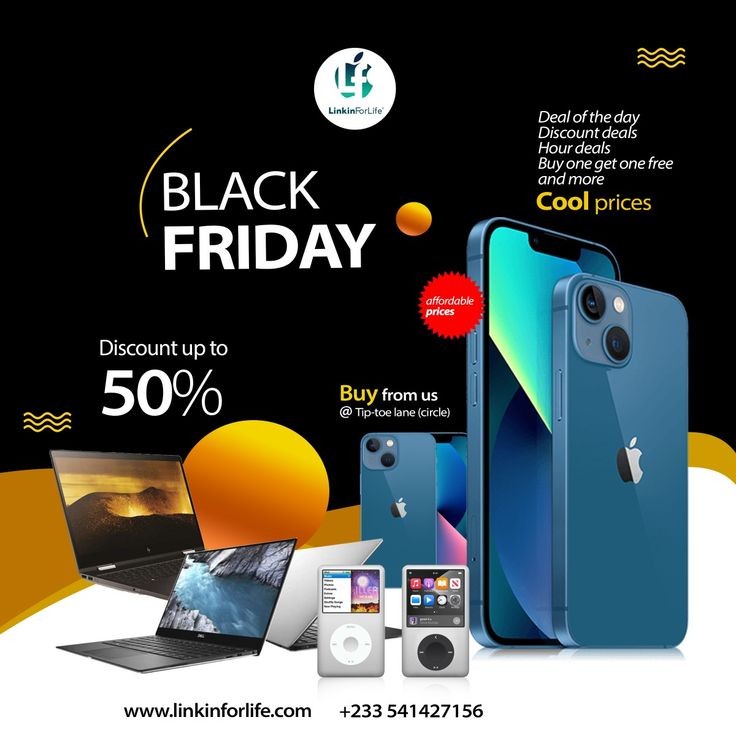 LinkinForLife®
Deal of the day
Discount deals
Hour deals
Buy one get one free
and more
Cool prices
BLACK
FRIDAY
affordable
prices
Discount up to
50%
Buy from us
@ Tip-toe lane (circle)
DELL
www.linkinforlife.com +233 541427156